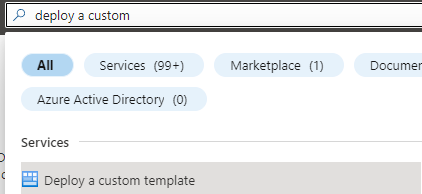 deploy a custom
All Services (99+) Marketplace (1) Documen
Azure Active Directory (0)
Services
Deploy a custom template